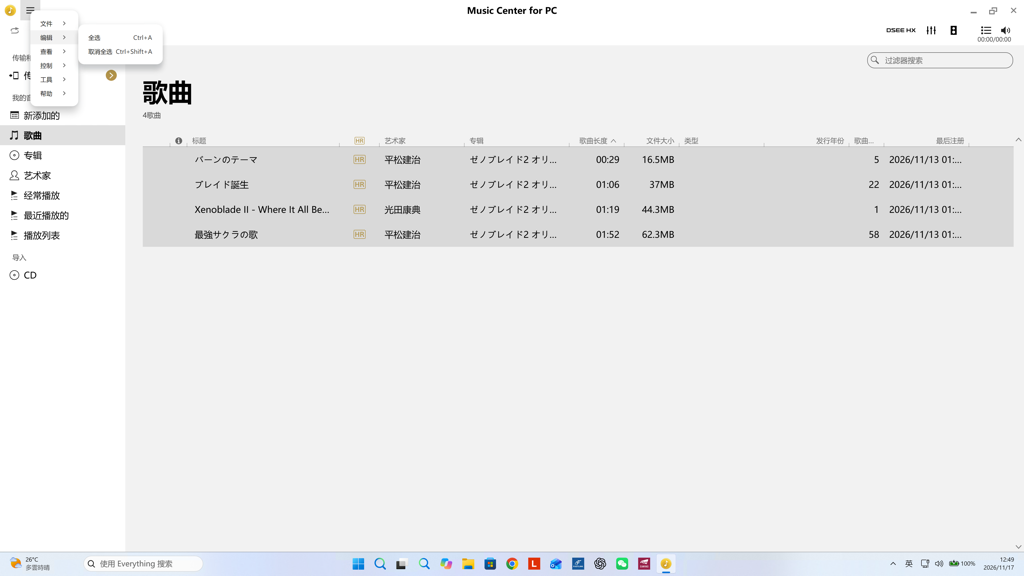 Music Center for PC
文件
编辑
查看
控制
工具
帮助
全选 Ctrl+A
取消全选 Ctrl+Shift+A
DSEE HX
00:00/00:00
过滤器搜索
我的音
新添加的
歌曲
专辑
艺术家
经常播放
最近播放的
播放列表
导入
CD
歌曲
4歌曲
标题 HR 艺术家 专辑 歌曲长度 文件大小 类型 发行年份 歌曲... 最后注册
バーンのテーマ HR 平松建治 ゼノブレイド2 オリ... 00:29 16.5MB 5 2026/11/13 01:...
ブレイド誕生 HR 平松建治 ゼノブレイド2 オリ... 01:06 37MB 22 2026/11/13 01:...
Xenoblade II - Where It All Be... HR 光田康典 ゼノブレイド2 オリ... 01:19 44.3MB 1 2026/11/13 01:...
最強サクラの歌 HR 平松建治 ゼノブレイド2 オリ... 01:52 62.3MB 58 2026/11/13 01:...
26°C
多雲時晴
使用 Everything 搜索
英
100%
12:49
2026/11/17